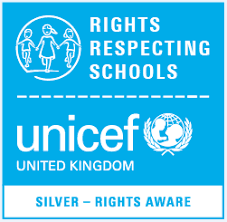 RIGHTS
RESPECTING
SCHOOLS
unicef
UNITED KINGDOM
SILVER – RIGHTS AWARE